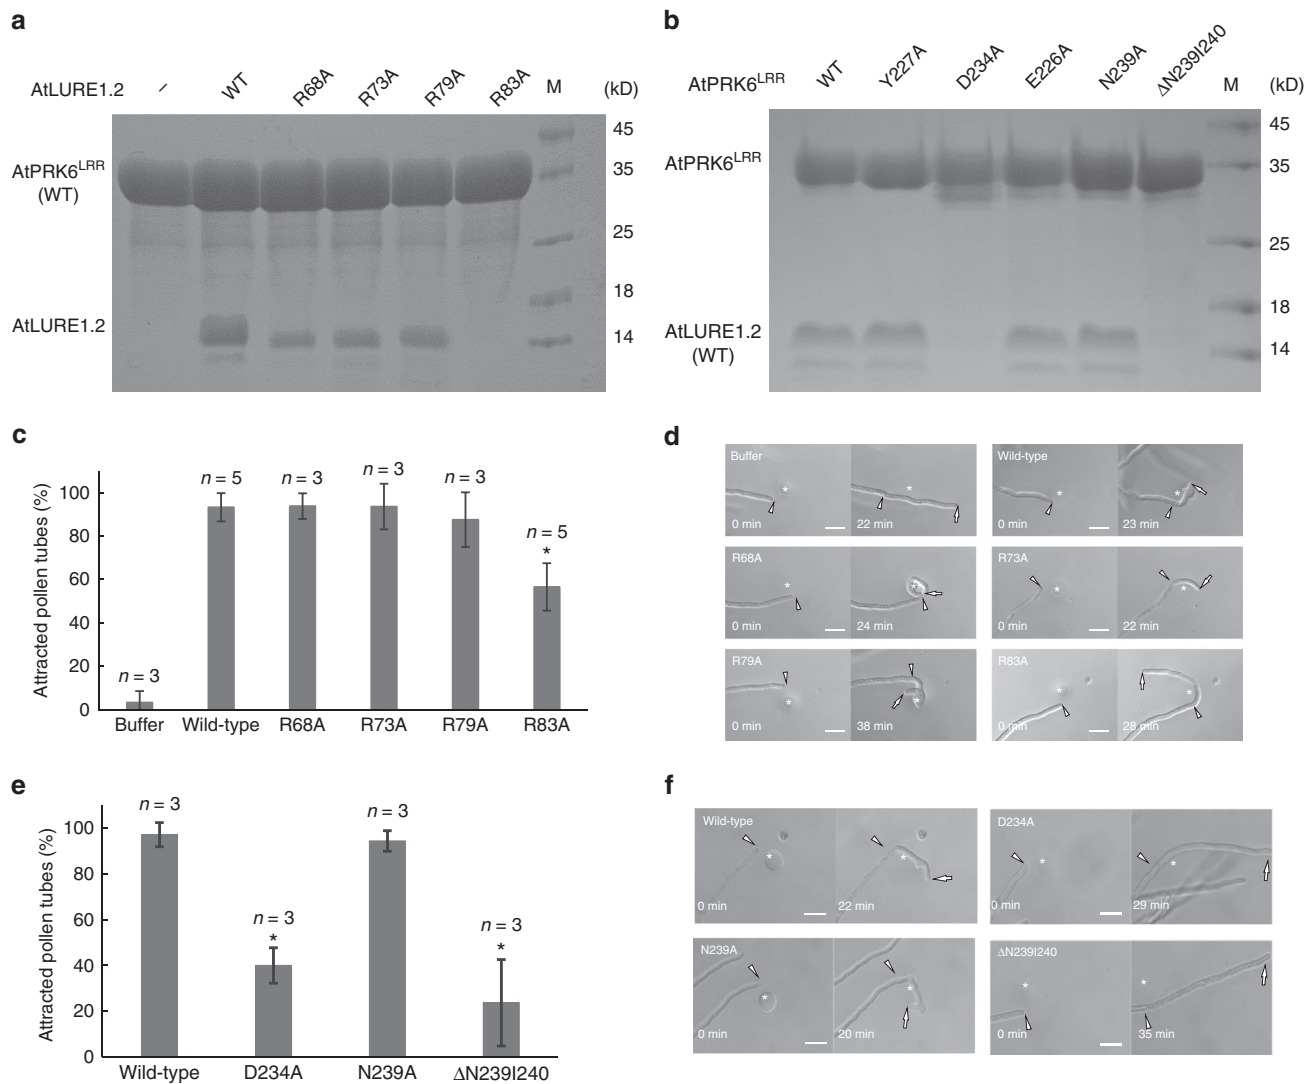 a
AtLURE1.2 – WT R68A R73A R79A R83A M (kD)
AtPRK6LRR
(WT)
AtLURE1.2
45
35
25
18
14
b
AtPRK6LRR WT Y227A D234A E226A N239A ΔN239I240 M (kD)
AtPRK6LRR
AtLURE1.2
(WT)
45
35
25
18
14
c
Attracted pollen tubes (%)
100
80
60
40
20
0
n = 3
n = 5
n = 3
n = 3
n = 3
n = 5
*
Buffer Wild-type R68A R73A R79A R83A
d
Buffer
0 min
*
22 min
*
Wild-type
0 min
*
23 min
*
R68A
0 min
*
24 min
*
R73A
0 min
*
22 min
*
R79A
0 min
*
38 min
*
R83A
0 min
*
28 min
*
e
Attracted pollen tubes (%)
100
80
60
40
20
0
n = 3
n = 3
*
n = 3
n = 3
*
Wild-type D234A N239A ΔN239I240
f
Wild-type
0 min
*
22 min
*
D234A
0 min
*
29 min
*
N239A
0 min
*
20 min
*
ΔN239I240
0 min
*
35 min
*